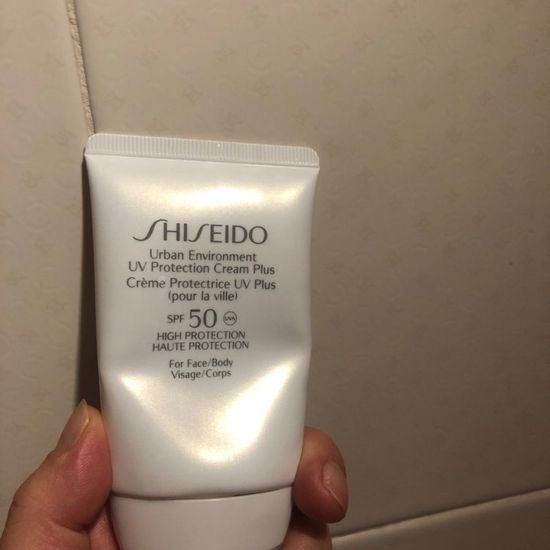 SHISEIDO
Urban Environment
UV Protection Cream Plus
Crème Protectrice UV Plus
(pour la ville)
SPF 50 UVA
HIGH PROTECTION
HAUTE PROTECTION
For Face/Body
Visage/Corps